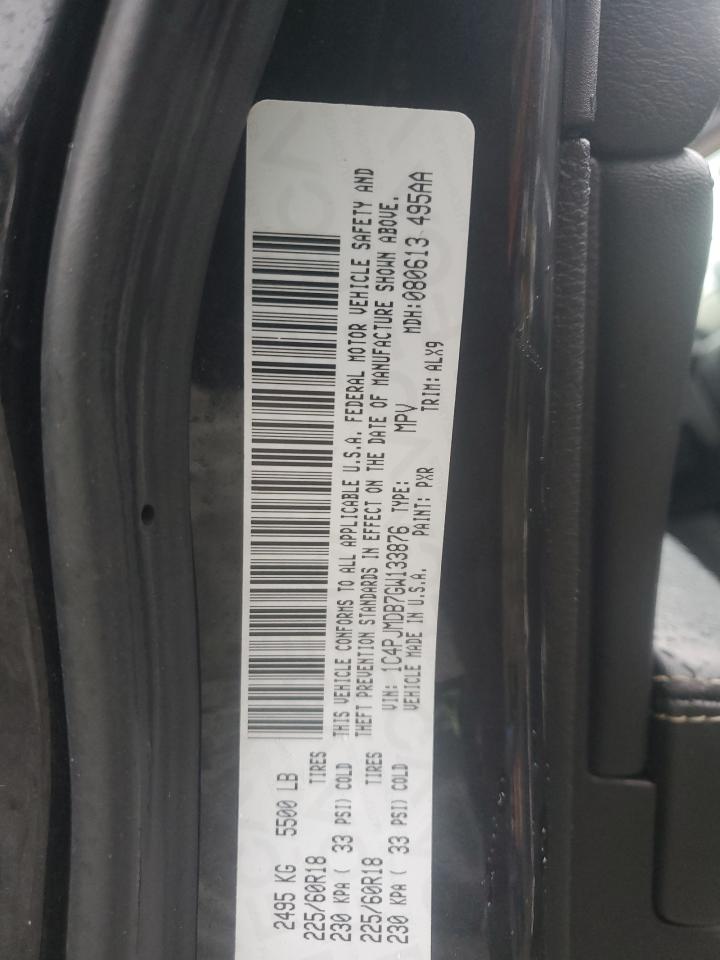 2495 KG 5500 LB
225/60R18 TIRES
230 KPA ( 33 PSI) COLD
225/60R18 TIRES
230 KPA ( 33 PSI) COLD
THIS VEHICLE CONFORMS TO ALL APPLICABLE U.S.A. FEDERAL MOTOR VEHICLE SAFETY AND
THEFT PREVENTION STANDARDS IN EFFECT ON THE DATE OF MANUFACTURE SHOWN ABOVE.
VIN: 1C4PJMDB7GW133876 TYPE: MPV MDH:080613 495AA
VEHICLE MADE IN U.S.A. PAINT: PXR TRIM: ALX9